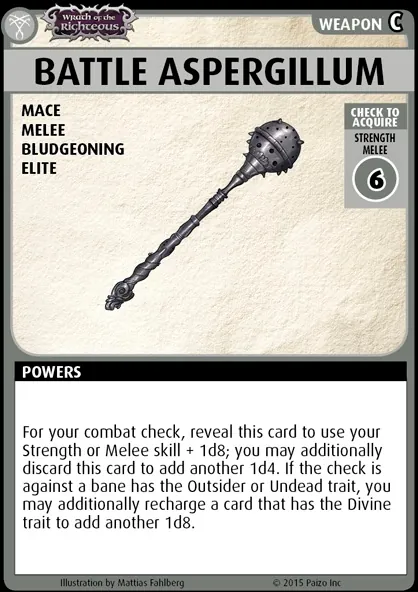 WRATH OF THE
RIGHTEOUS
WEAPON C
BATTLE ASPERGILLUM
MACE
MELEE
BLUDGEONING
ELITE
CHECK TO
ACQUIRE
STRENGTH
MELEE
6
POWERS
For your combat check, reveal this card to use your
Strength or Melee skill + 1d8; you may additionally
discard this card to add another 1d4. If the check is
against a bane has the Outsider or Undead trait, you
may additionally recharge a card that has the Divine
trait to add another 1d8.
Illustration by Mattias Fahlberg
© 2015 Paizo Inc